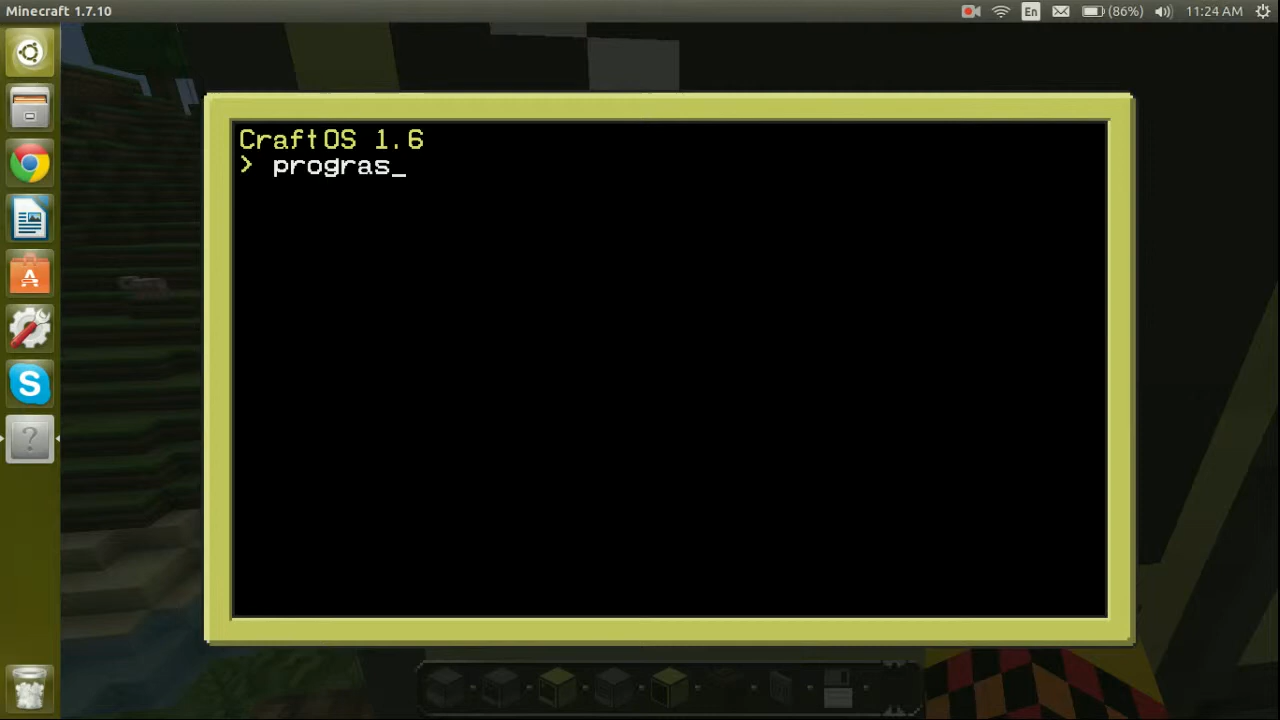 Minecraft 1.7.10
En
(86%)
11:24 AM
CraftOS 1.6
> progras_